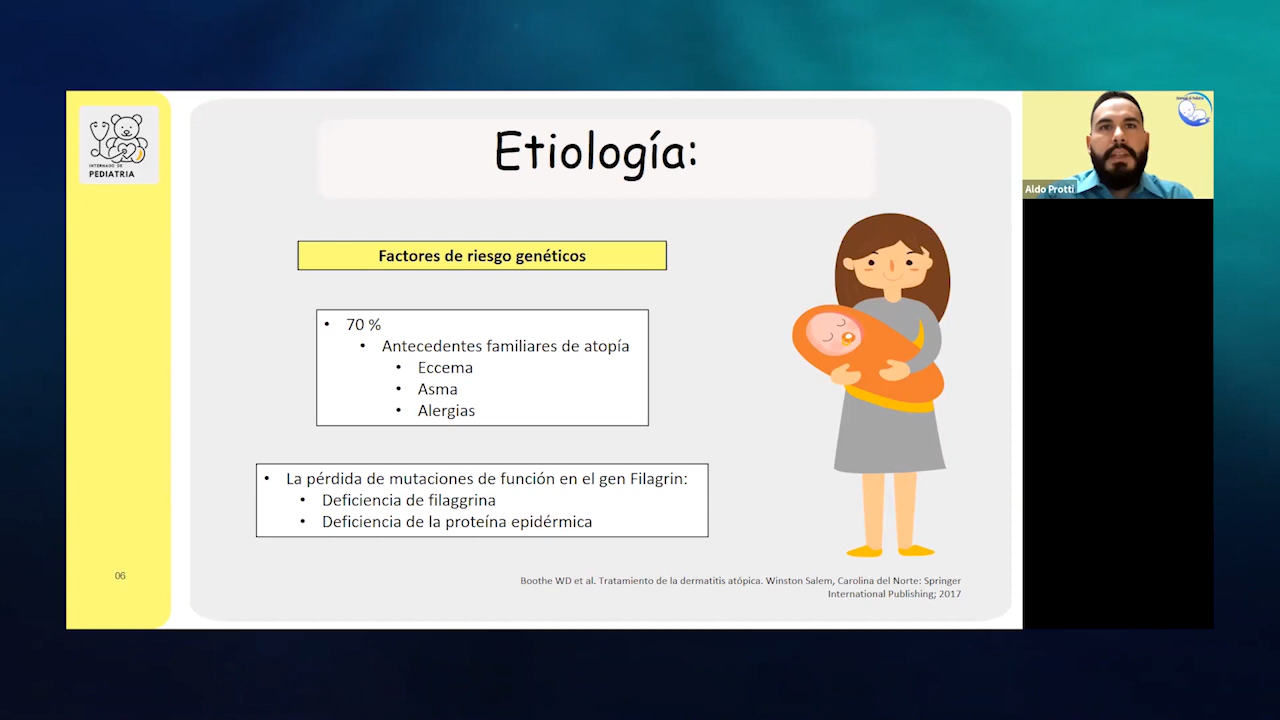 INTERNADO DE
PEDIATRIA
Etiología:
Factores de riesgo genéticos
• 70 %
• Antecedentes familiares de atopía
• Eccema
• Asma
• Alergias
• La pérdida de mutaciones de función en el gen Filagrin:
• Deficiencia de filaggrina
• Deficiencia de la proteína epidérmica
06
Boothe WD et al. Tratamiento de la dermatitis atópica. Winston Salem, Carolina del Norte: Springer
International Publishing; 2017
Aldo Protti